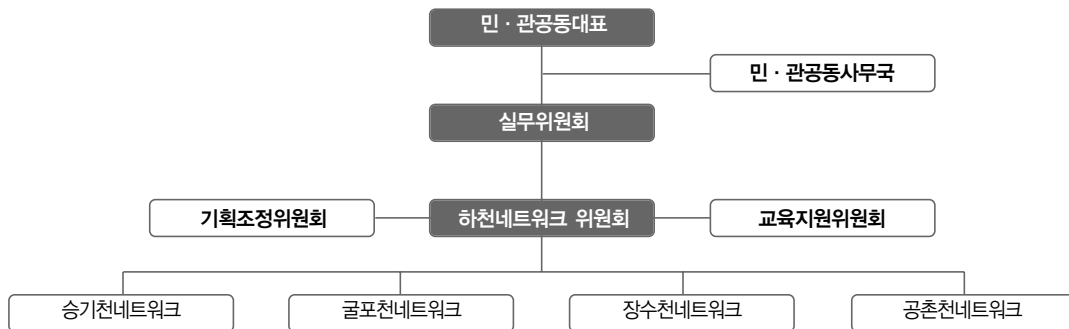 민 · 관공동대표
민 · 관공동사무국
실무위원회
기획조정위원회
하천네트워크 위원회
교육지원위원회
승기천네트워크
굴포천네트워크
장수천네트워크
공촌천네트워크